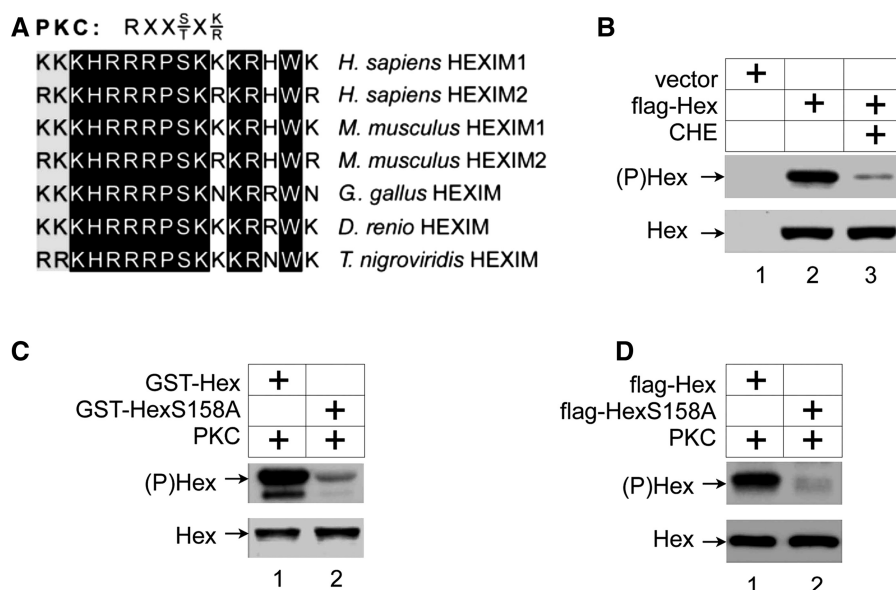 A PKC: RXX S/T X K/R
KKKHRRRPSKKKRHWK H. sapiens HEXIM1
RKKHRRRPSKRKRHWR H. sapiens HEXIM2
KKKHRRRPSKKKRHWK M. musculus HEXIM1
RKKHRRRPSKRKRHWR M. musculus HEXIM2
KKKHRRRPSKNKRRWN G. gallus HEXIM
KKKHRRRPSKKKRRWK D. renio HEXIM
RRKHRRRPSKKKRNWK T. nigroviridis HEXIM
B
vector +
flag-Hex + +
CHE +
(P)Hex →
Hex →
1 2 3
C
GST-Hex +
GST-HexS158A +
PKC + +
(P)Hex →
Hex →
1 2
D
flag-Hex +
flag-HexS158A +
PKC + +
(P)Hex →
Hex →
1 2